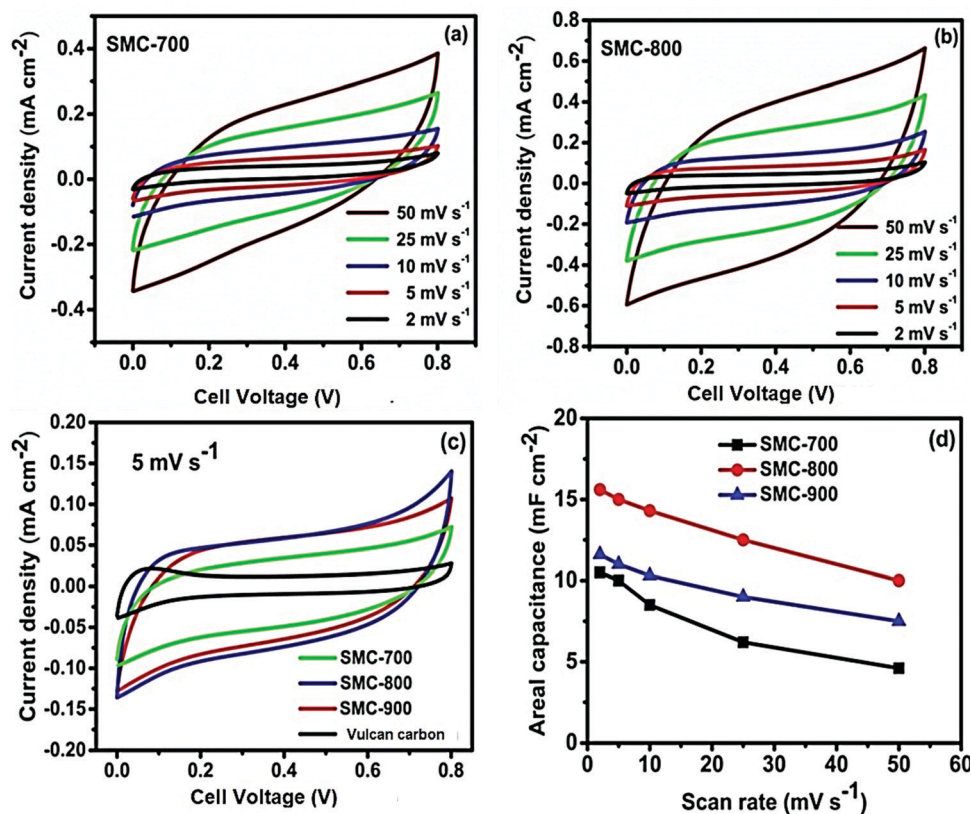 (a)
SMC-700
Current density (mA cm-2)
0.4
0.2
0.0
-0.2
-0.4
50 mV s-1
25 mV s-1
10 mV s-1
5 mV s-1
2 mV s-1
0.0 0.2 0.4 0.6 0.8
Cell Voltage (V)
(b)
SMC-800
Current density (mA cm-2)
0.8
0.6
0.4
0.2
0.0
-0.2
-0.4
-0.6
-0.8
50 mV s-1
25 mV s-1
10 mV s-1
5 mV s-1
2 mV s-1
0.0 0.2 0.4 0.6 0.8
Cell Voltage (V)
(c)
5 mV s-1
Current density (mA cm-2)
0.20
0.15
0.10
0.05
0.00
-0.05
-0.10
-0.15
-0.20
SMC-700
SMC-800
SMC-900
Vulcan carbon
0.0 0.2 0.4 0.6 0.8
Cell Voltage (V)
(d)
Areal capacitance (mF cm-2)
20
15
10
5
0
SMC-700
SMC-800
SMC-900
0 10 20 30 40 50 60
Scan rate (mV s-1)